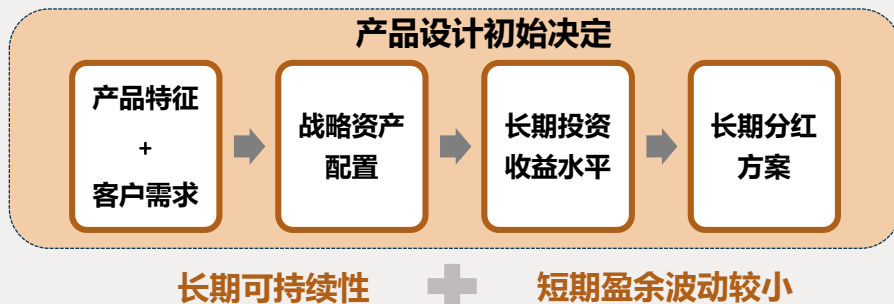 产品设计初始决定
产品特征
+
客户需求
战略资产
配置
长期投资
收益水平
长期分红
方案
长期可持续性
短期盈余波动较小